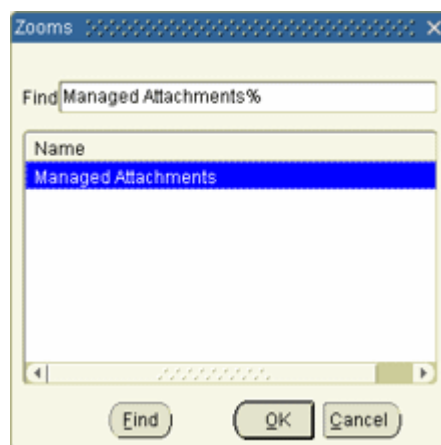 Zooms
Find Managed Attachments%
Name
Managed Attachments
Find OK Cancel